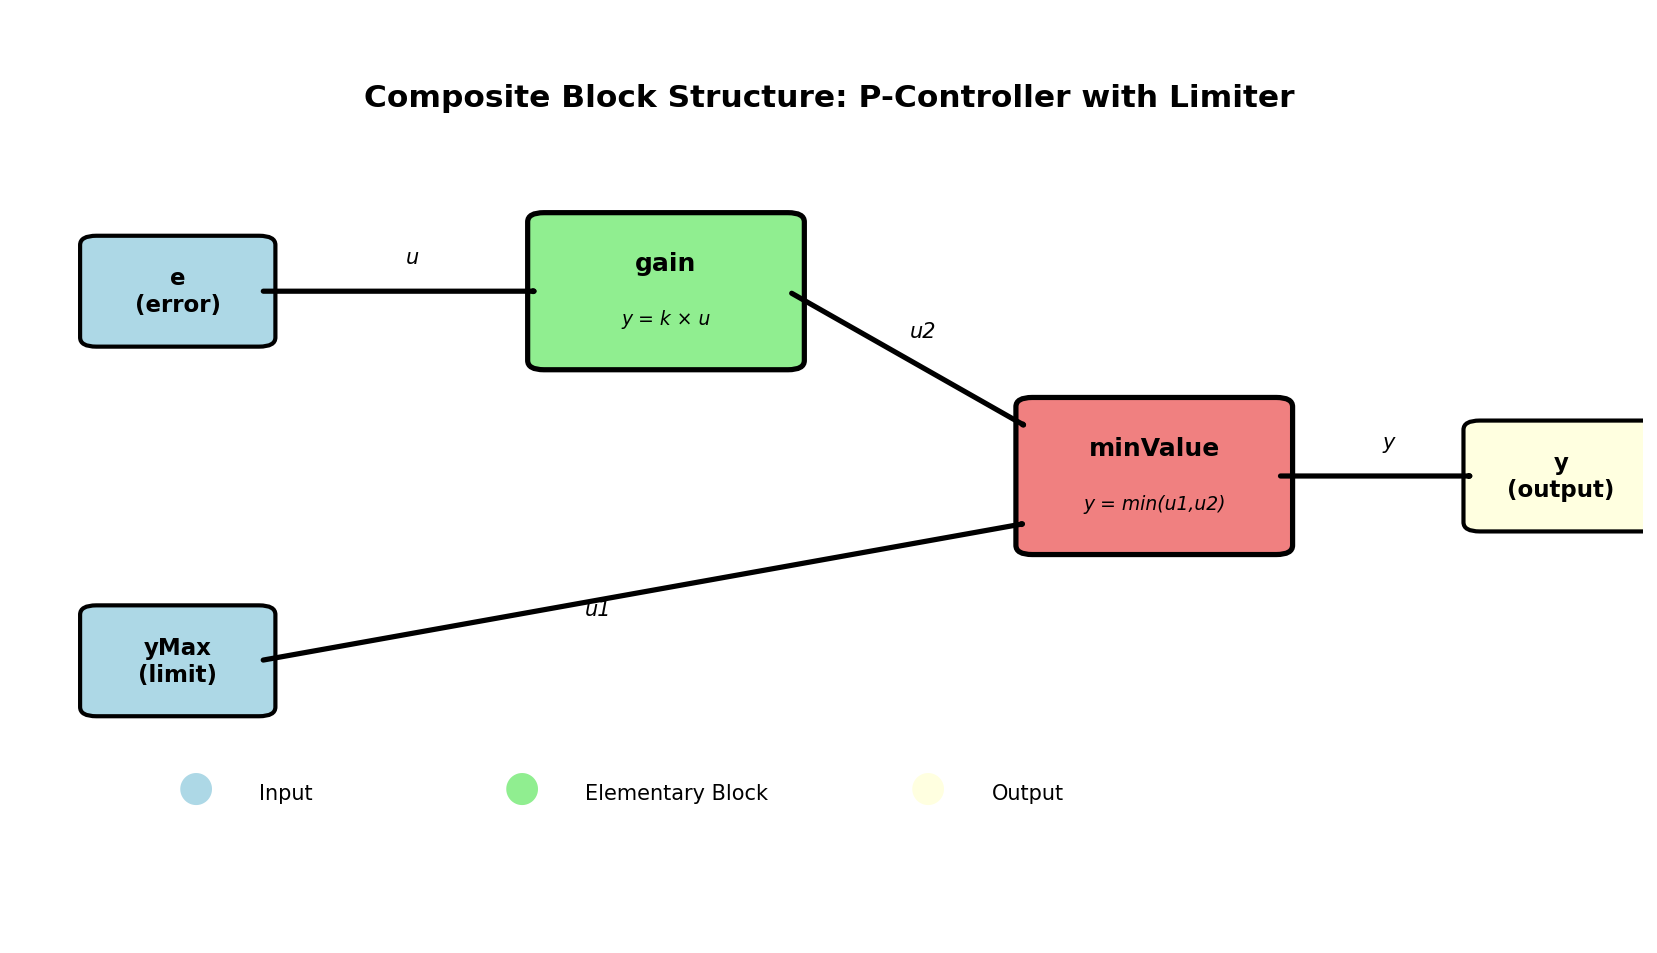 Composite Block Structure: P-Controller with Limiter
e
(error)
u
gain
y = k × u
u2
minValue
y = min(u1,u2)
y
y
(output)
u1
yMax
(limit)
Input
Elementary Block
Output